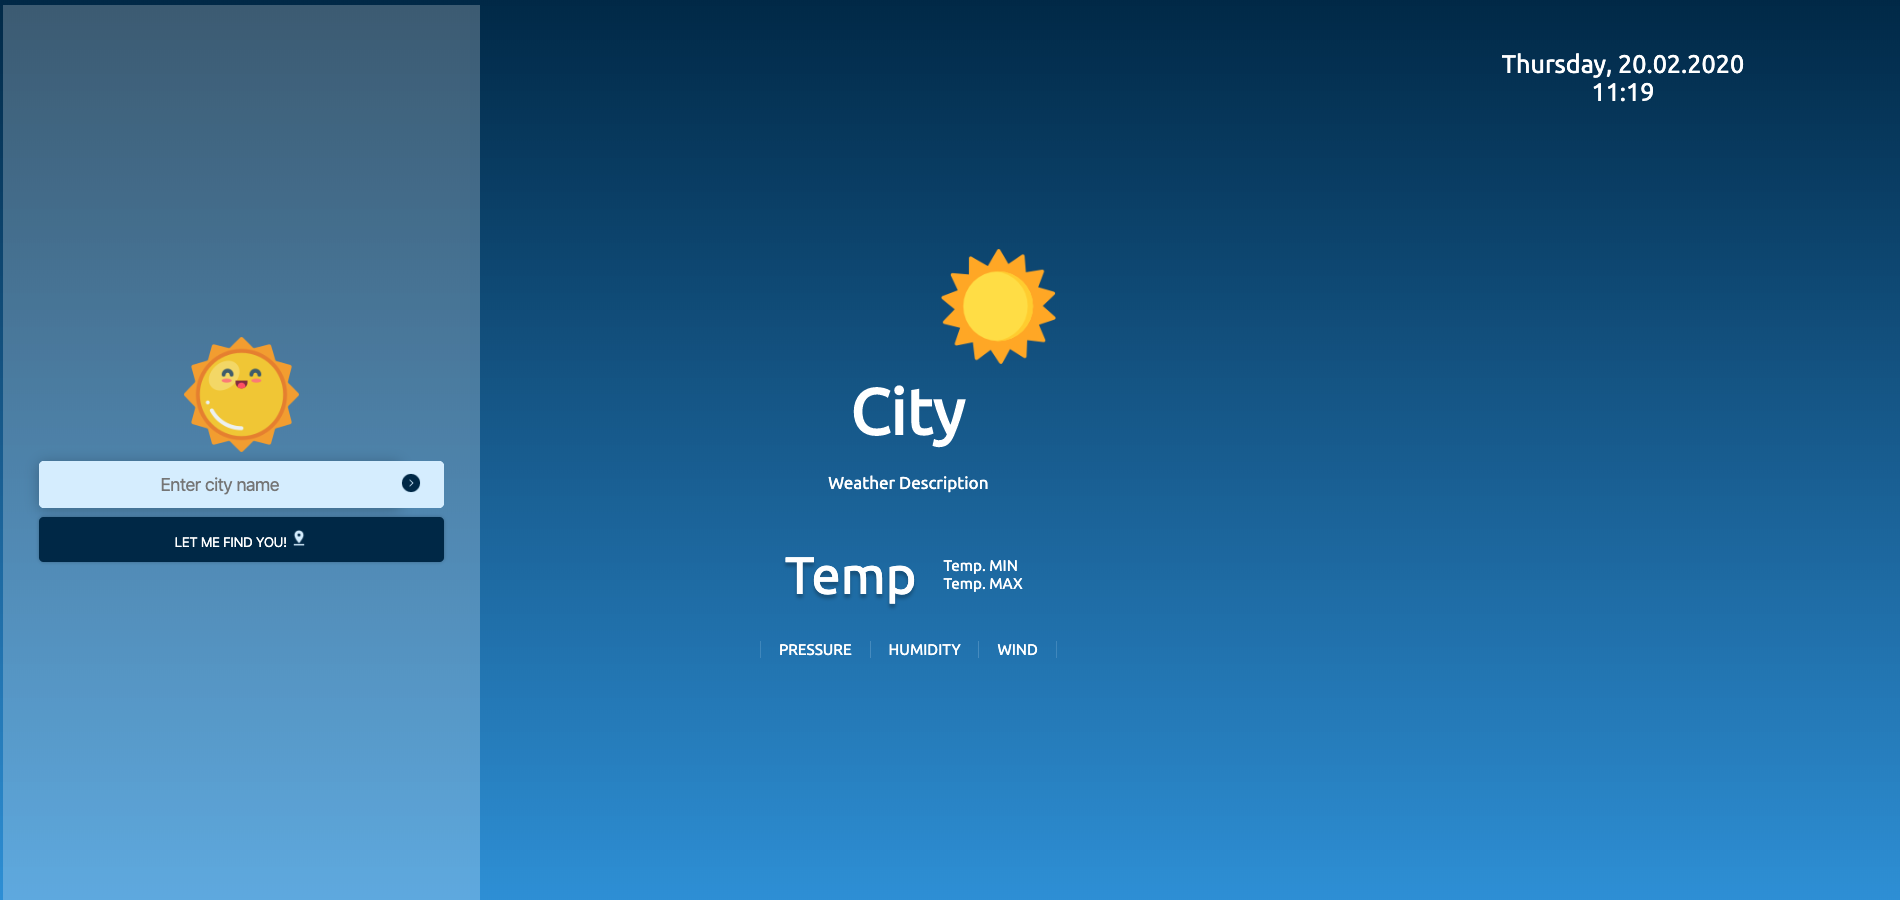 Thursday, 20.02.2020
11:19
Enter city name
LET ME FIND YOU!
City
Weather Description
Temp
Temp. MIN
Temp. MAX
PRESSURE HUMIDITY WIND